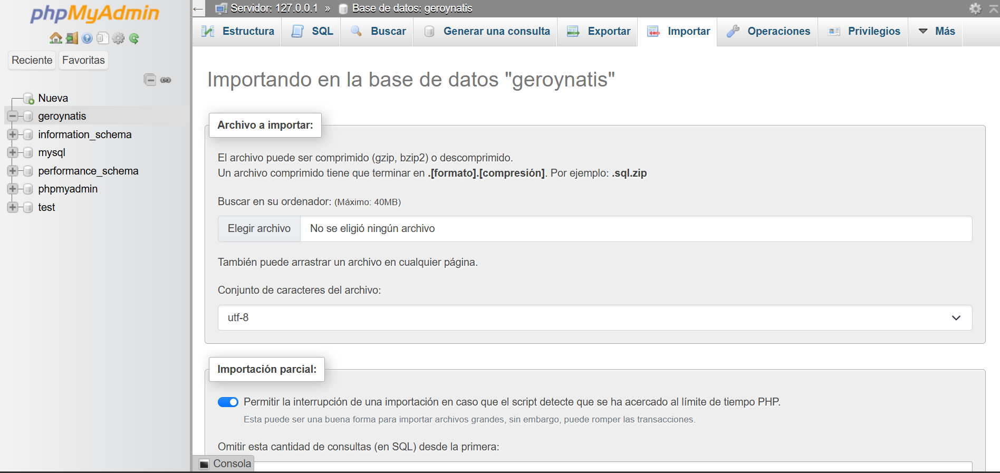 phpMyAdmin
Reciente
Favoritas
Nueva
geroynatis
information_schema
mysql
performance_schema
phpmyadmin
test
Servidor: 127.0.0.1 » Base de datos: geroynatis
Estructura
SQL
Buscar
Generar una consulta
Exportar
Importar
Operaciones
Privilegios
Más
Importando en la base de datos "geroynatis"
Archivo a importar:
El archivo puede ser comprimido (gzip, bzip2) o descomprimido.
Un archivo comprimido tiene que terminar en .[formato].[compresión]. Por ejemplo: .sql.zip
Buscar en su ordenador: (Máximo: 40MB)
Elegir archivo
No se eligió ningún archivo
También puede arrastrar un archivo en cualquier página.
Conjunto de caracteres del archivo:
utf-8
Importación parcial:
Permitir la interrupción de una importación en caso que el script detecte que se ha acercado al límite de tiempo PHP.
Esta puede ser una buena forma para importar archivos grandes, sin embargo, puede romper las transacciones.
Omitir esta cantidad de consultas (en SQL) desde la primera:
Consola